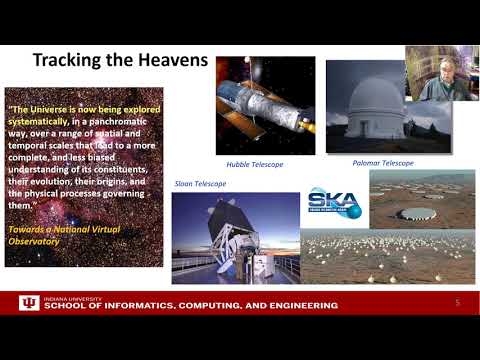 Tracking the Heavens
"The Universe is now being explored
systematically, in a panchromatic
way, over a range of spatial and
temporal scales that lead to a more
complete, and less biased
understanding of its constituents,
their evolution, their origins, and
the physical processes governing
them."
Towards a National Virtual
Observatory
Hubble Telescope
Palomar Telescope
Sloan Telescope
SKA
INDIANA UNIVERSITY
SCHOOL OF INFORMATICS, COMPUTING, AND ENGINEERING
5